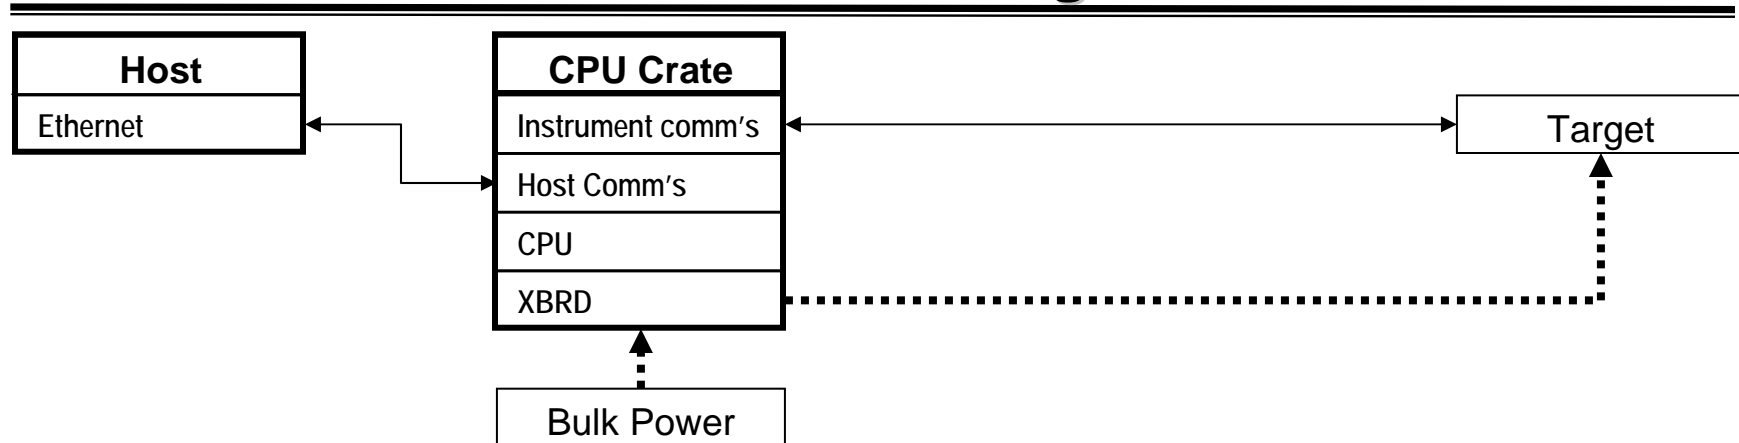 Host
Ethernet
CPU Crate
Instrument comm's
Host Comm's
CPU
XBRD
Target
Bulk Power